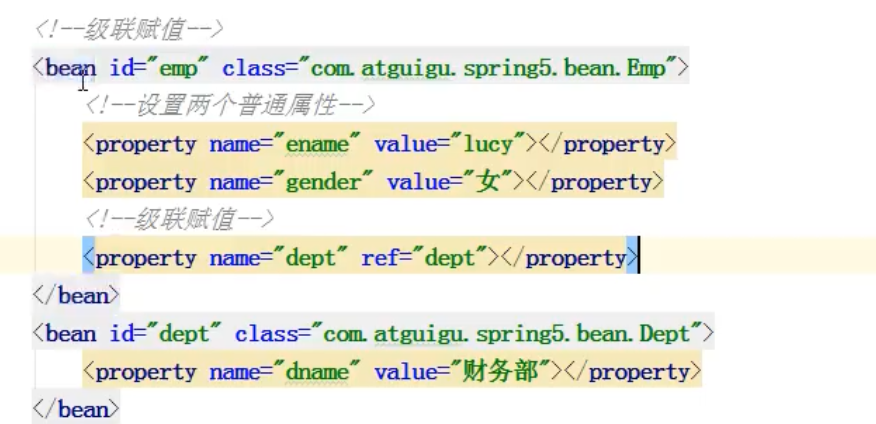 <!--级联赋值-->
<bean id="emp" class="com.atguigu.spring5.bean.Emp">
<!--设置两个普通属性-->
<property name="ename" value="lucy"></property>
<property name="gender" value="女"></property>
<!--级联赋值-->
<property name="dept" ref="dept"></property>
</bean>
<bean id="dept" class="com.atguigu.spring5.bean.Dept">
<property name="dname" value="财务部"></property>
</bean>